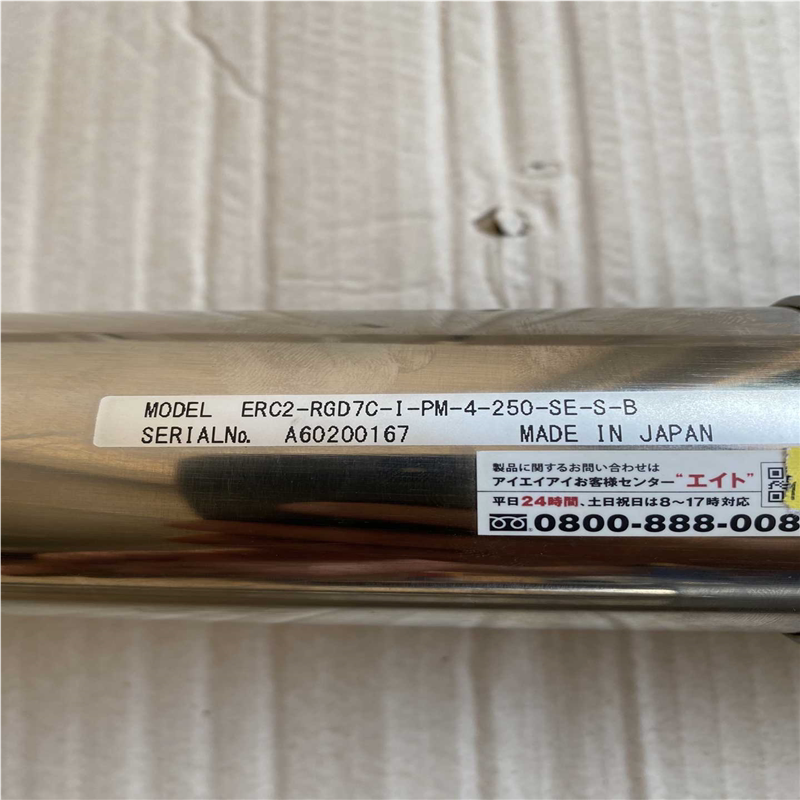 MODEL ERC2-RGD7C-I-PM-4-250-SE-S-B
SERIALNo. A60200167 MADE IN JAPAN
製品に関するお問い合わせは
アイエイアイお客様センター"エイト"
平日24時間、土日祝日は8〜17時対応
0800-888-008